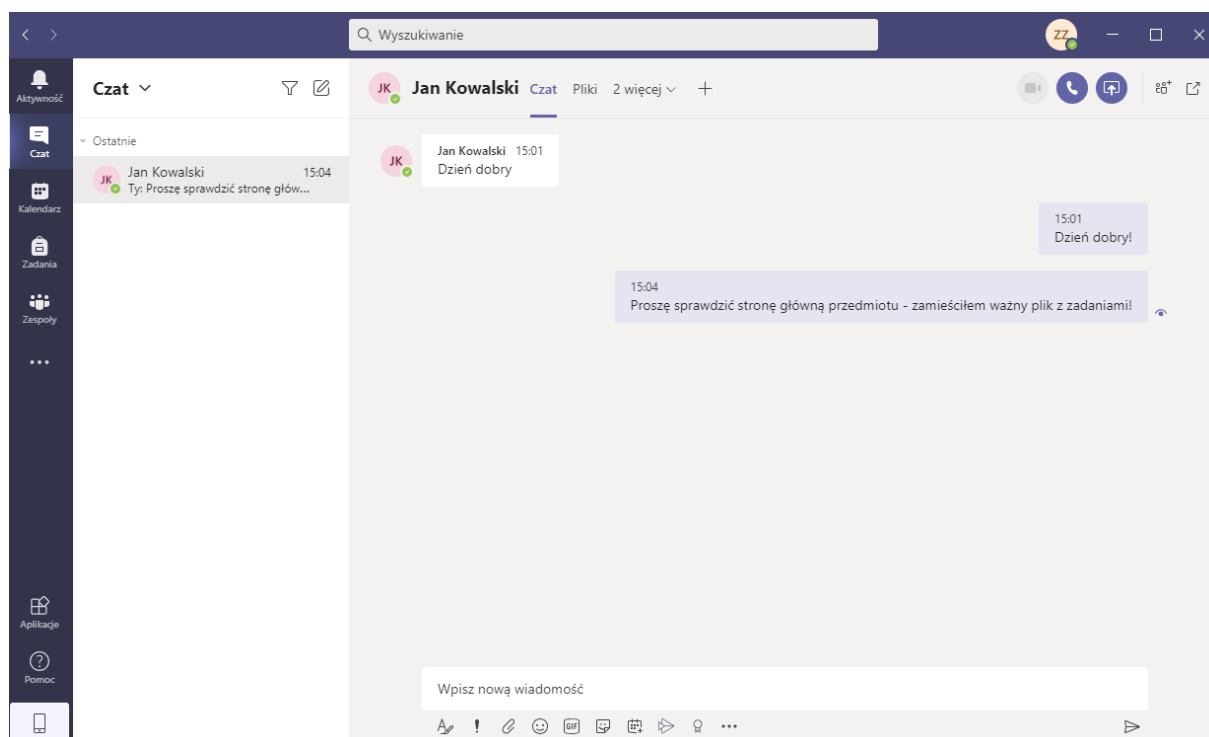 Wyszukiwanie
ZZ
Aktywność
Czat
Kalendarz
Zadania
Zespoły
Aplikacje
Pomoc
Czat
Ostatnie
JK
Jan Kowalski 15:04
Ty: Proszę sprawdzić stronę głów...
JK Jan Kowalski Czat Pliki 2 więcej
JK
Jan Kowalski 15:01
Dzień dobry
15:01
Dzień dobry!
15:04
Proszę sprawdzić stronę główną przedmiotu - zamieściłem ważny plik z zadaniami!
Wpisz nową wiadomość
GIF